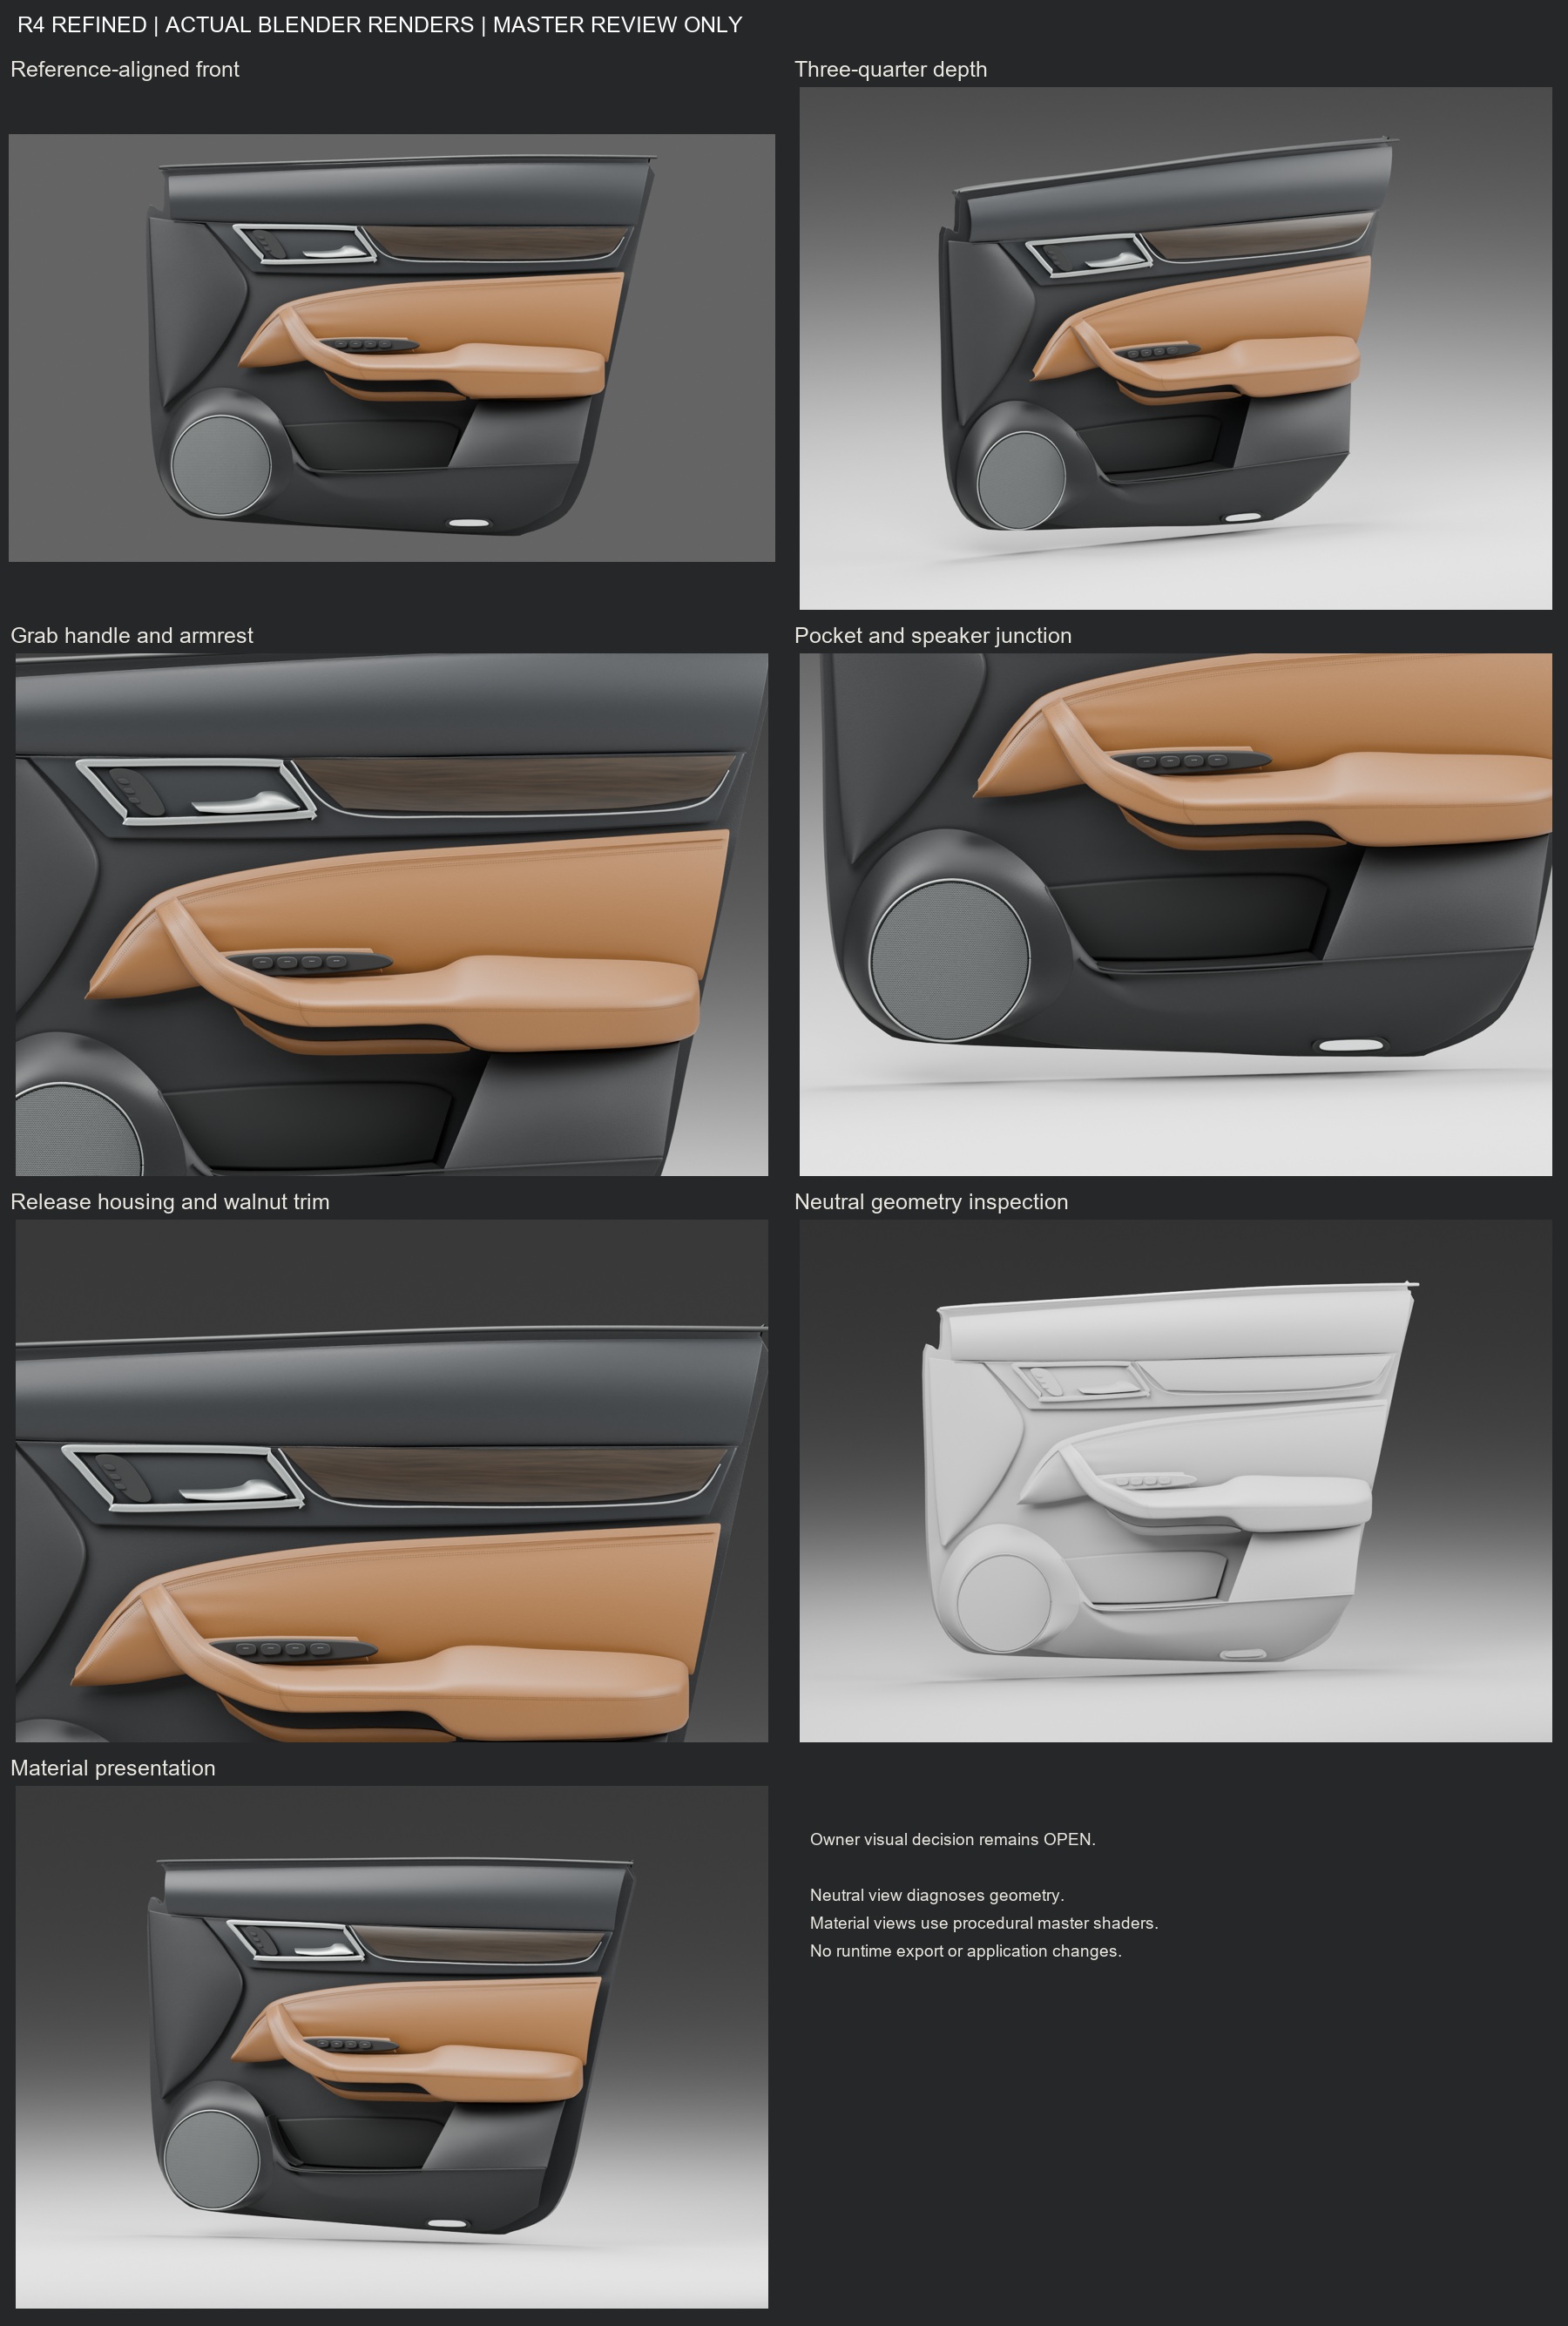 R4 REFINED | ACTUAL BLENDER RENDERS | MASTER REVIEW ONLY
Reference-aligned front
Three-quarter depth
Grab handle and armrest
Pocket and speaker junction
Release housing and walnut trim
Neutral geometry inspection
Material presentation
Owner visual decision remains OPEN.
Neutral view diagnoses geometry.
Material views use procedural master shaders.
No runtime export or application changes.